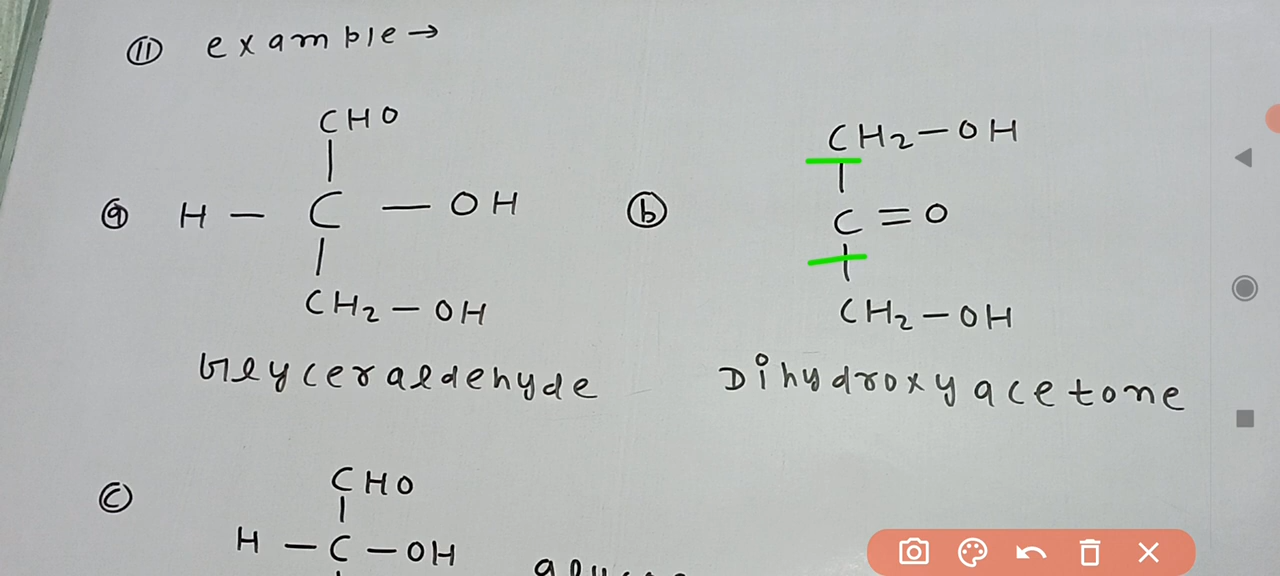 ⑪ example →
CHO
|
ⓐ H — C — OH
|
CH₂ — OH
Glyceraldehyde
CH₂ — OH
|
ⓑ C = O
|
CH₂ — OH
Dihydroxyacetone
ⓒ CHO
|
H — C — OH